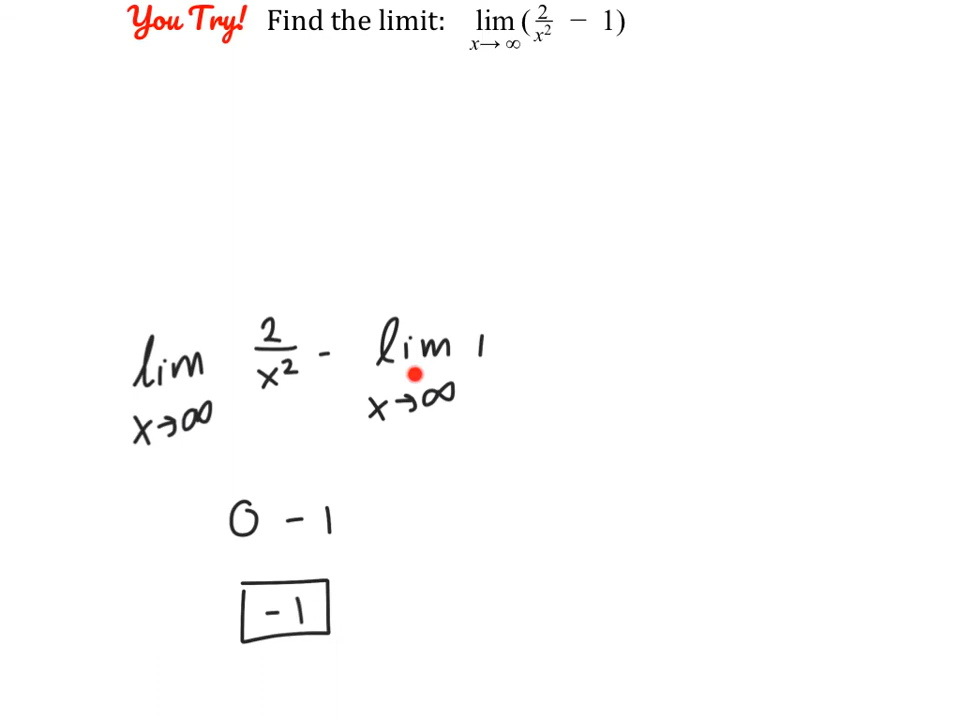 You Try! Find the limit: lim x→∞ (2/x² − 1)
lim x→∞ 2/x² - lim x→∞ 1
0 - 1
-1